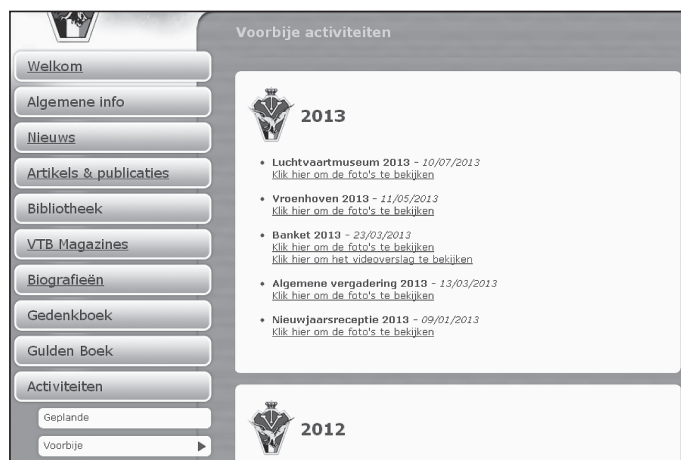 Voorbije activiteiten
Welkom
Algemene info
Nieuws
Artikels & publicaties
Bibliotheek
VTB Magazines
Biografieën
Gedenkboek
Gulden Boek
Activiteiten
Geplande
Voorbije
2013
Luchtvaartmuseum 2013 - 10/07/2013
Klik hier om de foto's te bekijken
Vroenhoven 2013 - 11/05/2013
Klik hier om de foto's te bekijken
Banket 2013 - 23/03/2013
Klik hier om de foto's te bekijken
Klik hier om het videoverslag te bekijken
Algemene vergadering 2013 - 13/03/2013
Klik hier om de foto's te bekijken
Nieuwjaarsreceptie 2013 - 09/01/2013
Klik hier om de foto's te bekijken
2012